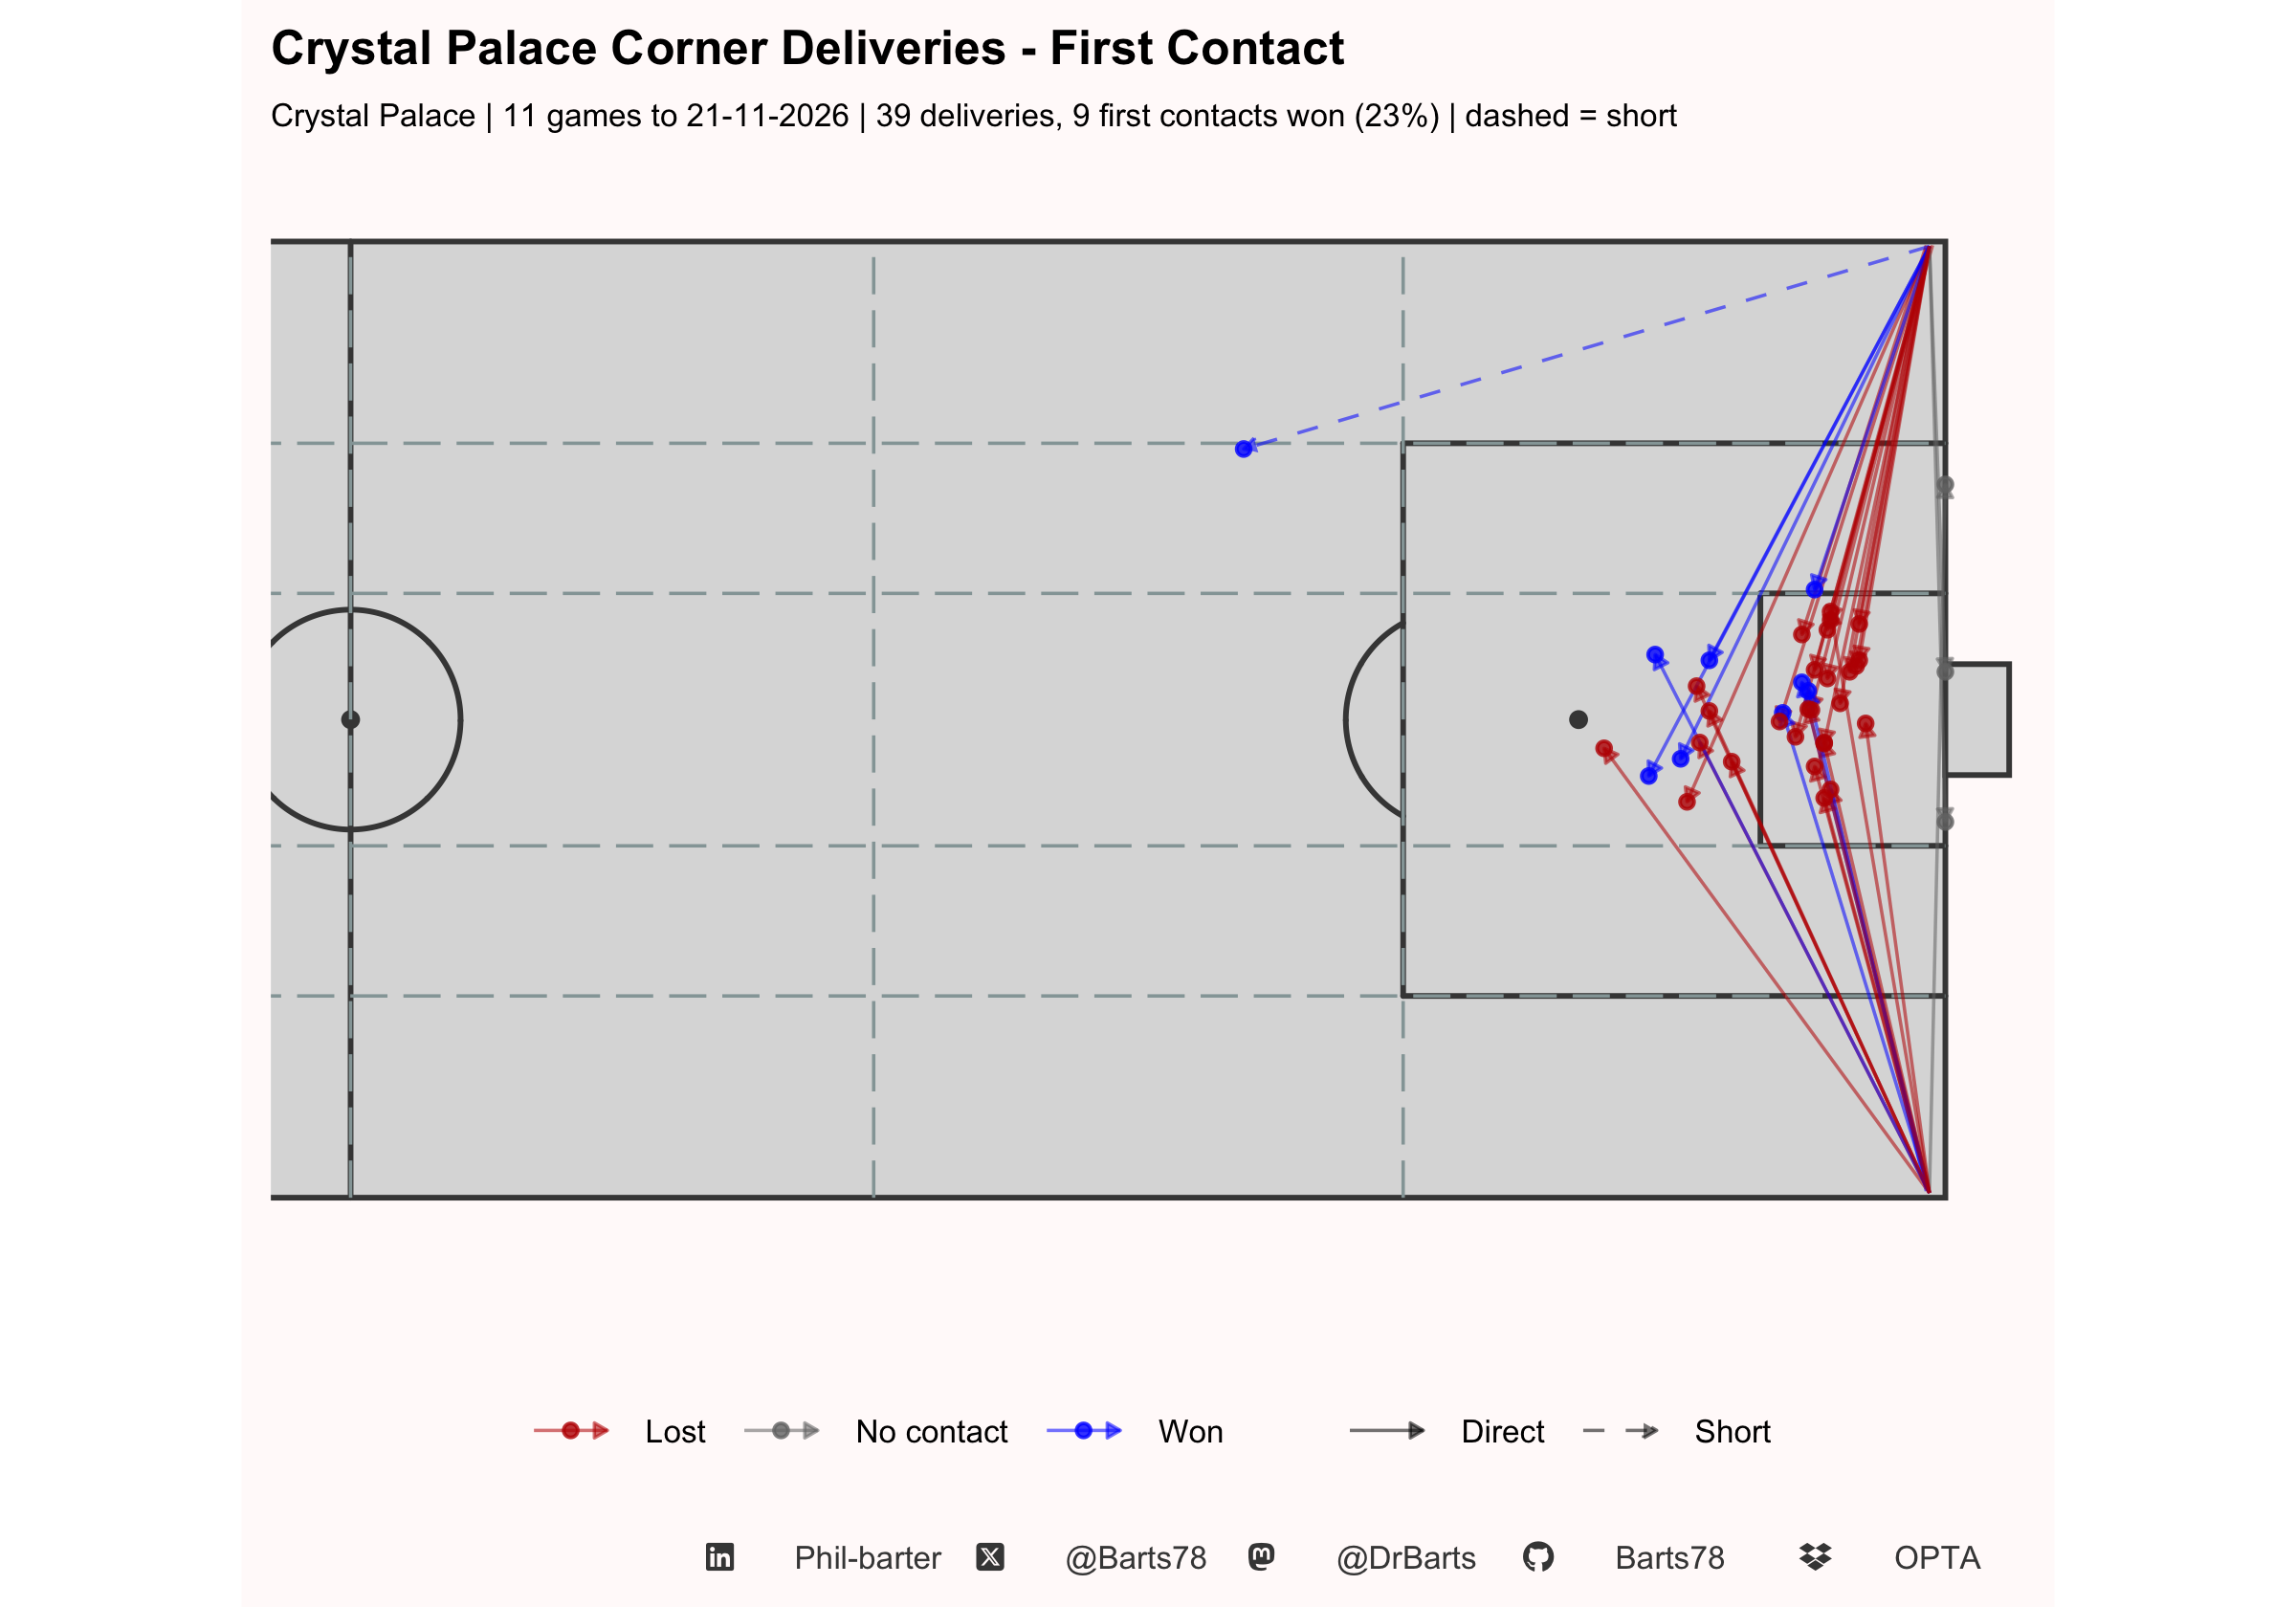 Crystal Palace Corner Deliveries - First Contact
Crystal Palace | 11 games to 21-11-2026 | 39 deliveries, 9 first contacts won (23%) | dashed = short
Lost No contact Won Direct Short
Phil-barter @Barts78 @DrBarts Barts78 OPTA